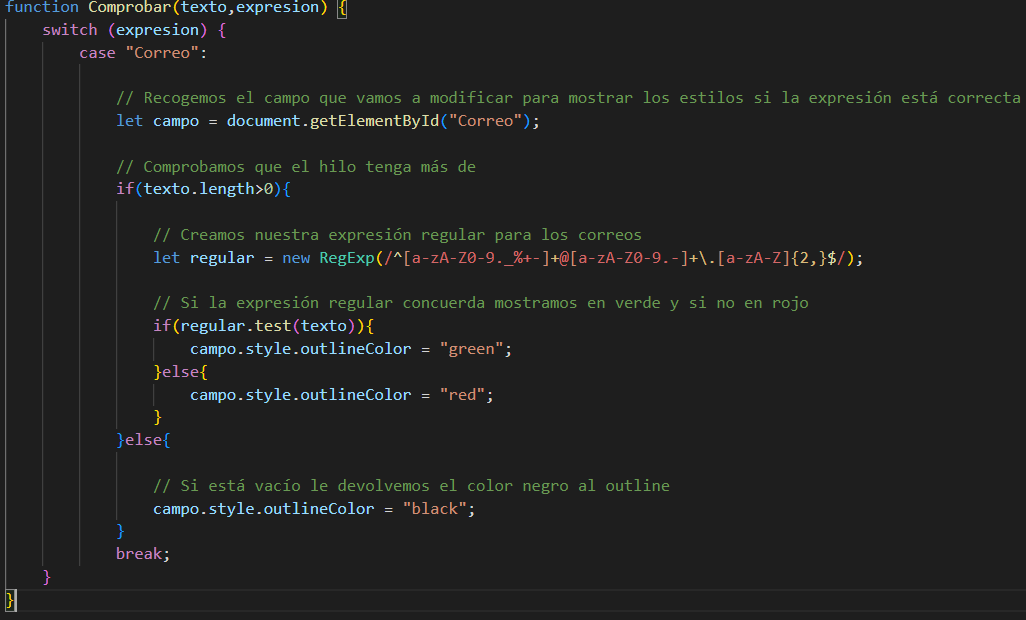 function Comprobar(texto,expresion) {
switch (expresion) {
case "Correo":
// Recogemos el campo que vamos a modificar para mostrar los estilos si la expresión está correcta
let campo = document.getElementById("Correo");
// Comprobamos que el hilo tenga más de
if(texto.length>0){
// Creamos nuestra expresión regular para los correos
let regular = new RegExp(/^[a-zA-Z0-9._%+-]+@[a-zA-Z0-9.-]+\.[a-zA-Z]{2,}$/);
// Si la expresión regular concuerda mostramos en verde y si no en rojo
if(regular.test(texto)){
campo.style.outlineColor = "green";
}else{
campo.style.outlineColor = "red";
}
}else{
// Si está vacío le devolvemos el color negro al outline
campo.style.outlineColor = "black";
}
break;
}
}